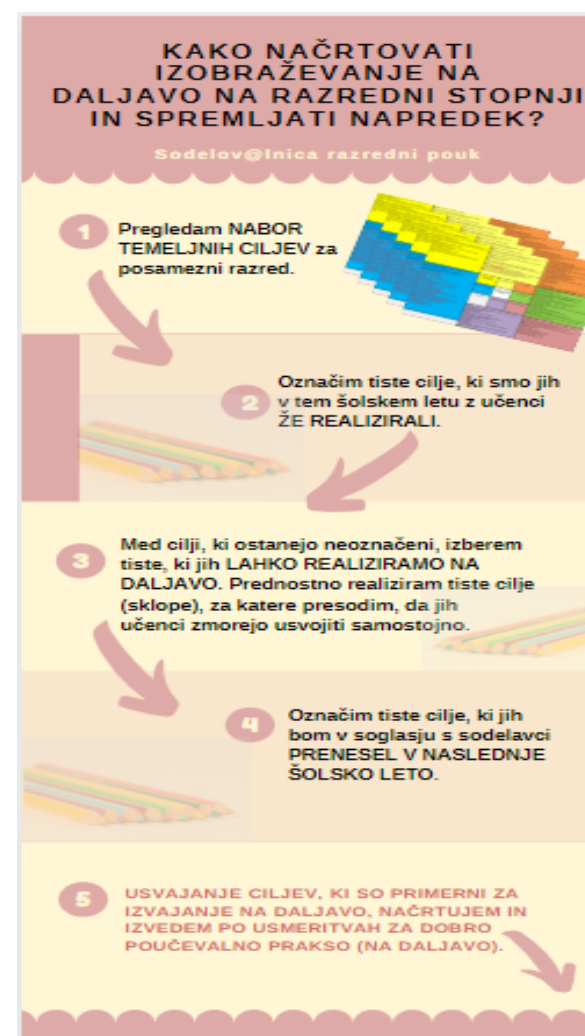 KAKO NAČRTOVATI
IZOBRAŽEVANJE NA
DALJAVO NA RAZREDNI STOPNJI
IN SPREMLJATI NAPREDEK?
Sodelov@lnica razredni pouk
1
Pregledam NABOR
TEMELJNIH CILJEV za
posamezni razred.
2
Označim tiste cilje, ki smo jih
v tem šolskem letu z učenci
ŽE REALIZIRALI.
3
Med cilji, ki ostanejo neoznačeni, izberem
tiste, ki jih LAHKO REALIZIRAMO NA
DALJAVO. Prednostno realiziram tiste cilje
(sklope), za katere presodim, da jih
učenci zmorejo usvojiti samostojno.
4
Označim tiste cilje, ki jih
bom v soglasju s sodelavci
PRENESEL V NASLEDNJE
ŠOLSKO LETO.
5
USVAJANJE CILJEV, KI SO PRIMERNI ZA
IZVAJANJE NA DALJAVO, NAČRTUJEM IN
IZVEDEM PO USMERITVAH ZA DOBRO
POUČEVALNO PRAKSO (NA DALJAVO).